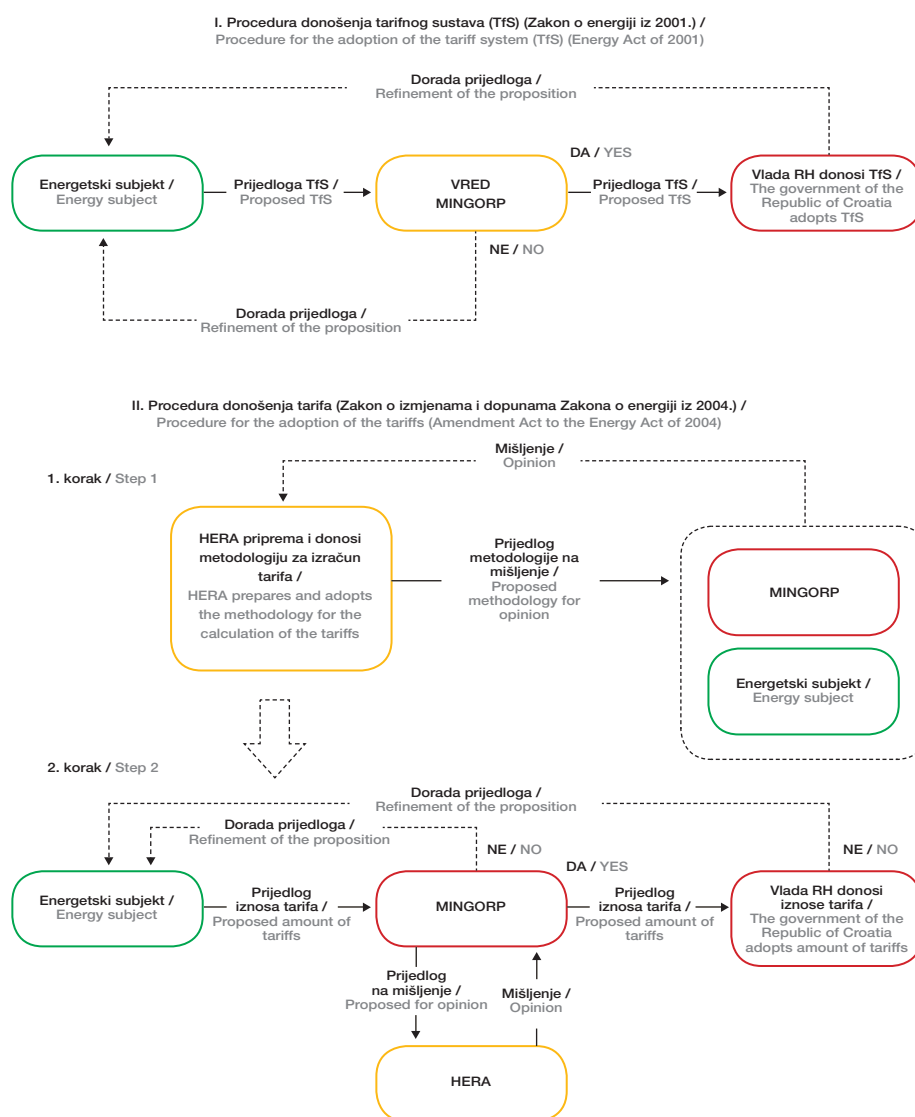 I. Procedura donošenja tarifnog sustava (TfS) (Zakon o energiji iz 2001.) /
Procedure for the adoption of the tariff system (TfS) (Energy Act of 2001)
Dorada prijedloga /
Refinement of the proposition
Energetski subjekt /
Energy subject
Prijedloga TfS /
Proposed TfS
VRED
MINGORP
DA / YES
Prijedloga TfS /
Proposed TfS
Vlada RH donosi TfS /
The government of the
Republic of Croatia
adopts TfS
NE / NO
Dorada prijedloga /
Refinement of the proposition
II. Procedura donošenja tarifa (Zakon o izmjenama i dopunama Zakona o energiji iz 2004.) /
Procedure for the adoption of the tariffs (Amendment Act to the Energy Act of 2004)
1. korak / Step 1
Mišljenje /
Opinion
HERA priprema i donosi
metodologiju za izračun
tarifa /
HERA prepares and adopts
the methodology for the
calculation of the tariffs
Prijedlog
metodologije na
mišljenje /
Proposed
methodology for
opinion
MINGORP
Energetski subjekt /
Energy subject
2. korak / Step 2
Dorada prijedloga /
Refinement of the proposition
Dorada prijedloga /
Refinement of the proposition
NE / NO
DA / YES
NE / NO
Energetski subjekt /
Energy subject
Prijedlog
iznosa tarifa /
Proposed amount of
tariffs
MINGORP
Prijedlog
iznosa tarifa /
Proposed amount of
tariffs
Vlada RH donosi
iznose tarifa /
The government of the
Republic of Croatia
adopts amount of tariffs
Prijedlog
na mišljenje /
Proposed for opinion
Mišljenje /
Opinion
HERA